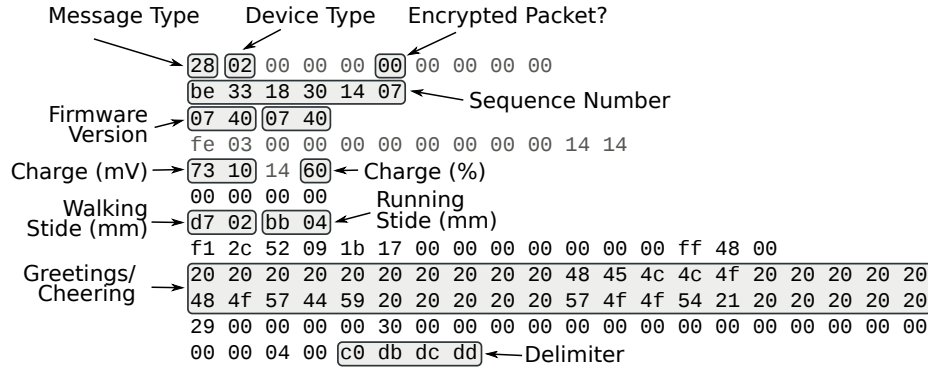 Message Type Device Type Encrypted Packet?
28 02 00 00 00 00 00 00 00 00
be 33 18 30 14 07 Sequence Number
Firmware Version 07 40 07 40
fe 03 00 00 00 00 00 00 00 00 14 14
Charge (mV) 73 10 14 60 Charge (%)
00 00 00 00
Walking Stide (mm) d7 02 bb 04 Running Stide (mm)
f1 2c 52 09 1b 17 00 00 00 00 00 00 00 ff 48 00
Greetings/ Cheering
20 20 20 20 20 20 20 20 20 20 48 45 4c 4c 4f 20 20 20 20 20
48 4f 57 44 59 20 20 20 20 20 57 4f 4f 54 21 20 20 20 20 20
29 00 00 00 00 30 00 00 00 00 00 00 00 00 00 00 00 00 00 00
00 00 04 00 c0 db dc dd Delimiter